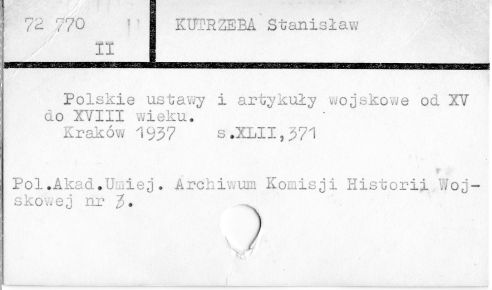 72 770 II
KUTRZEBA Stanisław
II
Polskie ustawy i artykuły wojskowe od XV
do XVIII wieku.
Kraków 1937 s.XLII,371
Pol.Akad.Umiej. Archiwum Komisji Historii Woj-
skowej nr 3.